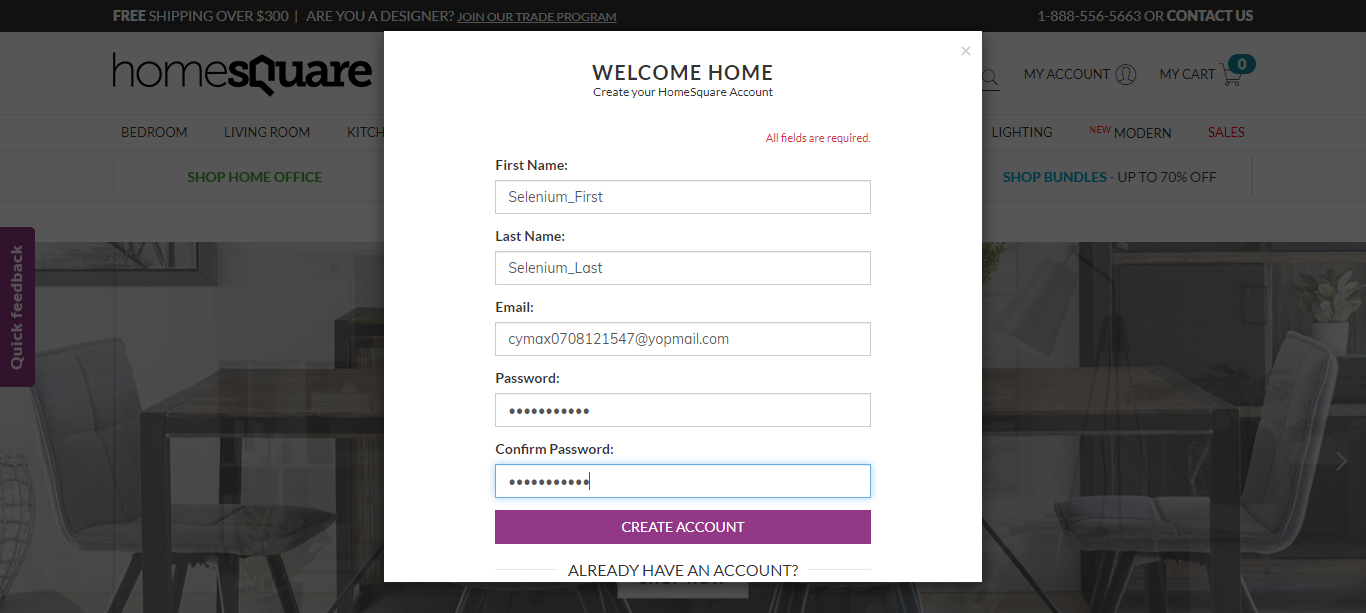 FREE SHIPPING OVER $300 | ARE YOU A DESIGNER? JOIN OUR TRADE PROGRAM
1-888-556-5663 OR CONTACT US
homesquare
MY ACCOUNT
MY CART
0
BEDROOM
LIVING ROOM
KITCH
LIGHTING
NEW MODERN
SALES
SHOP HOME OFFICE
SHOP BUNDLES - UP TO 70% OFF
Quick feedback
×
WELCOME HOME
Create your HomeSquare Account
All fields are required.
First Name:
Selenium_First
Last Name:
Selenium_Last
Email:
cymax0708121547@yopmail.com
Password:
•••••••••••
Confirm Password:
•••••••••••
CREATE ACCOUNT
ALREADY HAVE AN ACCOUNT?